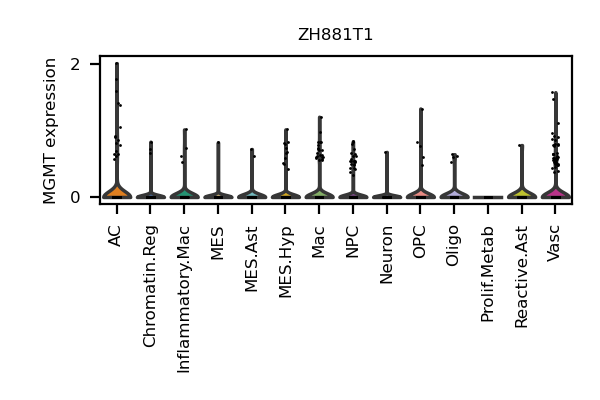 ZH881T1
MGMT expression
2
0
AC
Chromatin.Reg
Inflammatory.Mac
MES
MES.Ast
MES.Hyp
Mac
NPC
Neuron
OPC
Oligo
Prolif.Metab
Reactive.Ast
Vasc